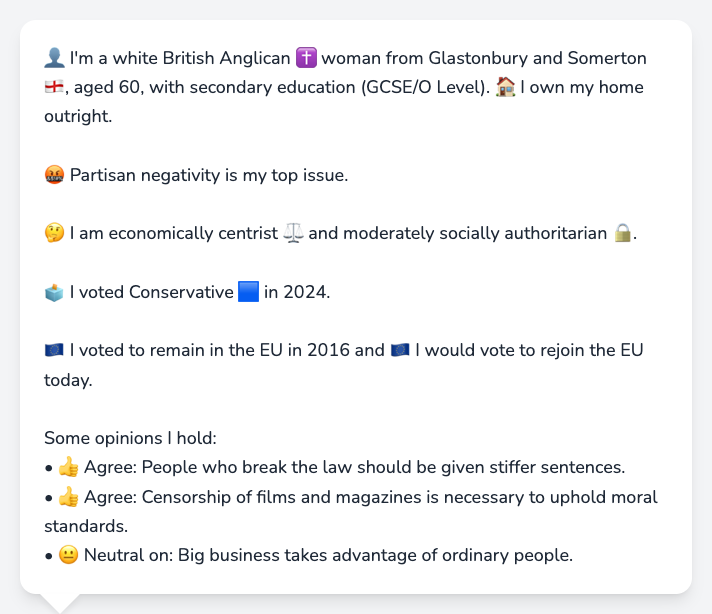 👤 I'm a white British Anglican ✝️ woman from Glastonbury and Somerton
🏴󠁧󠁢󠁥󠁮󠁧󠁿, aged 60, with secondary education (GCSE/O Level). 🏠 I own my home
outright.
🤬 Partisan negativity is my top issue.
🤔 I am economically centrist ⚖️ and moderately socially authoritarian 🔒.
🗳️ I voted Conservative 🟦 in 2024.
🇪🇺 I voted to remain in the EU in 2016 and 🇪🇺 I would vote to rejoin the EU
today.
Some opinions I hold:
• 👍 Agree: People who break the law should be given stiffer sentences.
• 👍 Agree: Censorship of films and magazines is necessary to uphold moral
standards.
• 😐 Neutral on: Big business takes advantage of ordinary people.